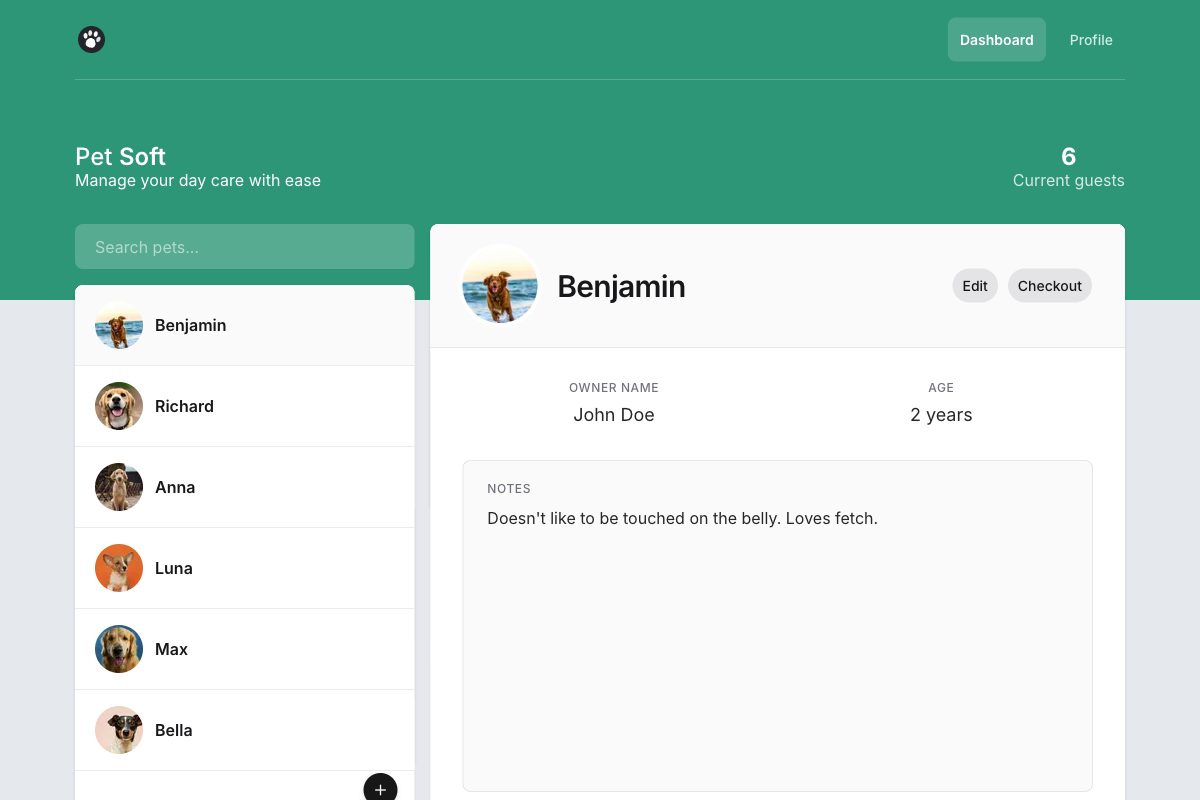 Dashboard
Profile
Pet Soft
Manage your day care with ease
6
Current guests
Search pets...
Benjamin
Richard
Anna
Luna
Max
Bella
Benjamin
Edit
Checkout
OWNER NAME
John Doe
AGE
2 years
NOTES
Doesn't like to be touched on the belly. Loves fetch.